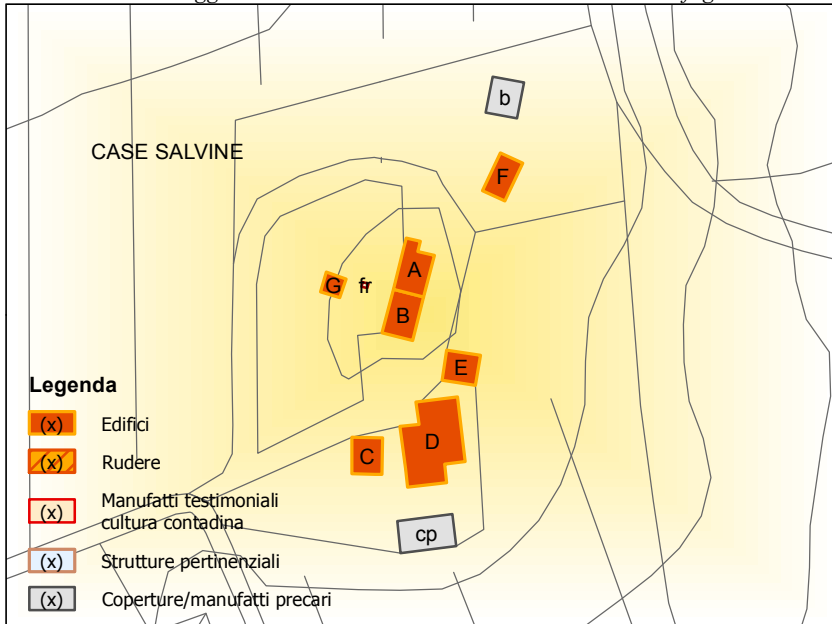 b
CASE SALVINE
F
A
G
fr
B
E
Legenda
(x) Edifici
D
(x) Rudere
C
(x) Manufatti testimoniali
cultura contadina
cp
(x) Strutture pertinenziali
(x) Coperture/manufatti precari